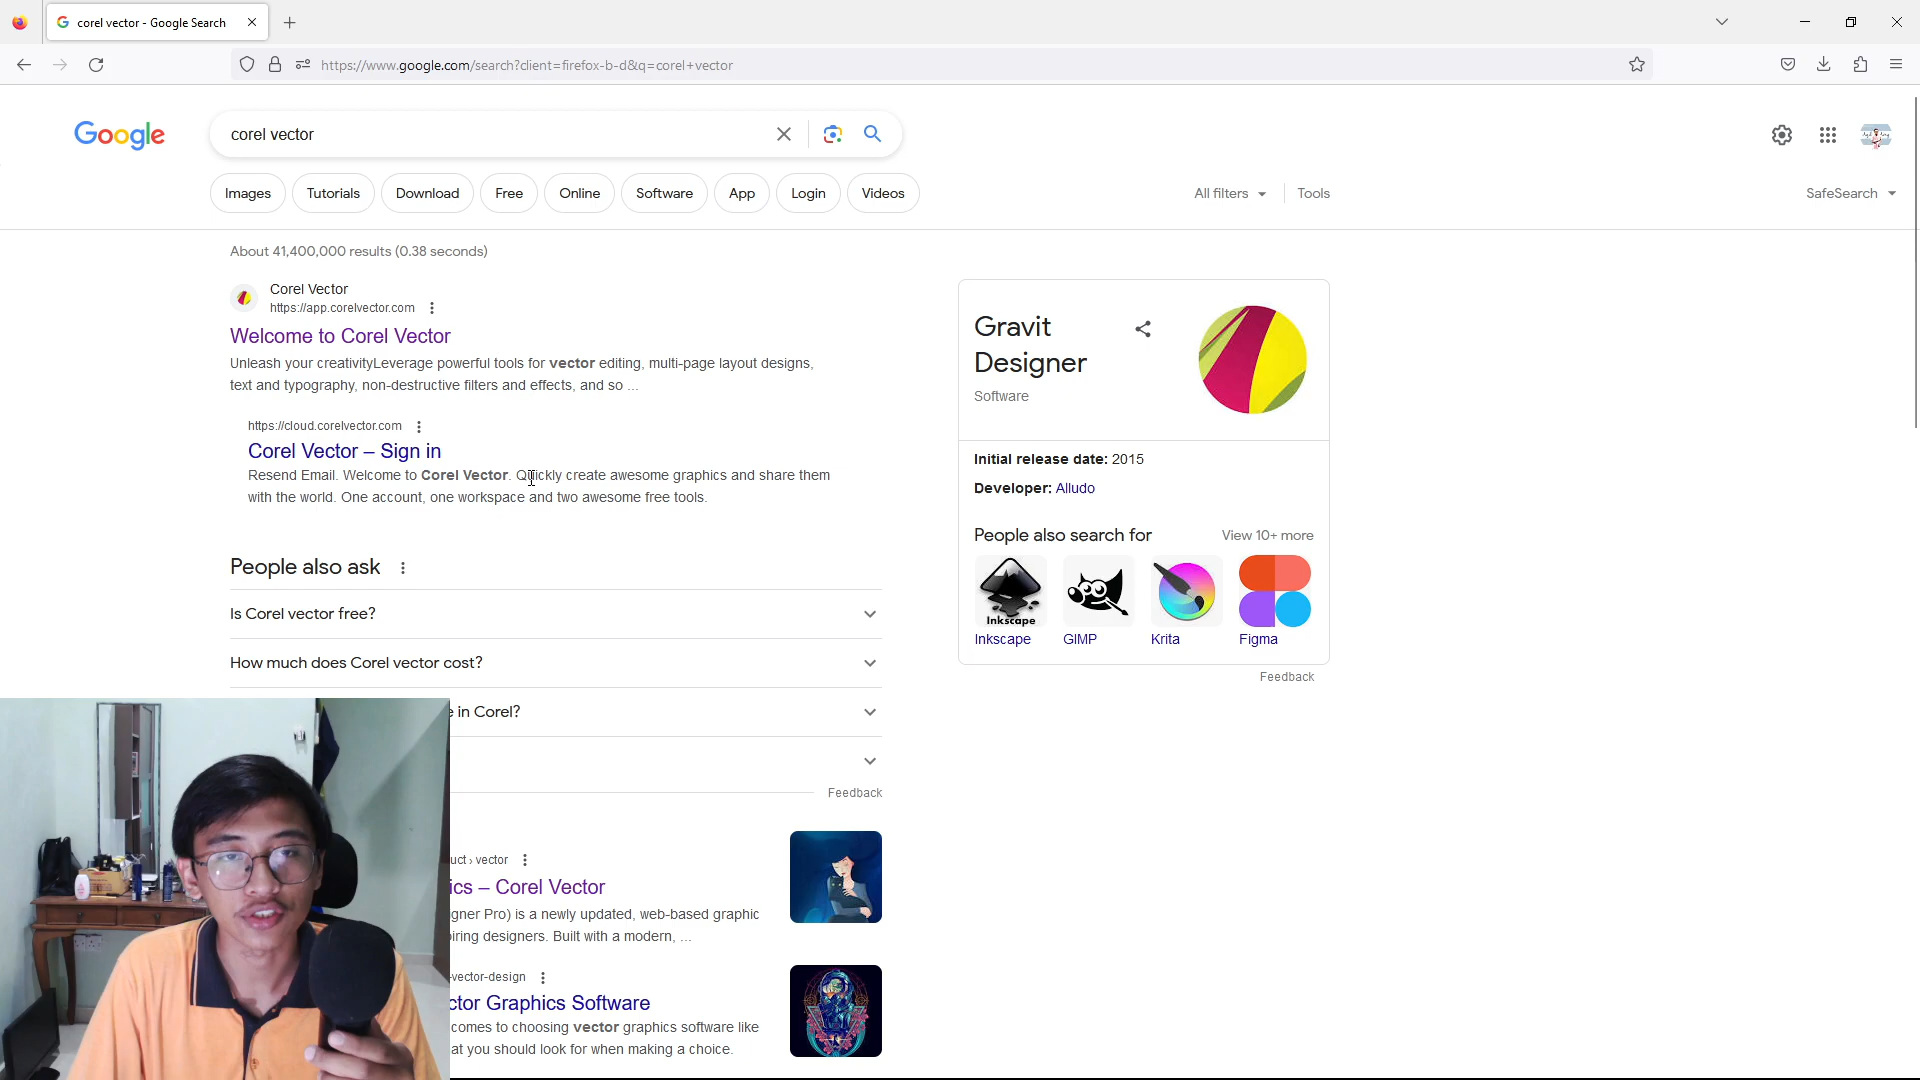 corel vector - Google Search
https://www.google.com/search?client=firefox-b-d&q=corel+vector
Google
corel vector
Images
Tutorials
Download
Free
Online
Software
App
Login
Videos
All filters
Tools
SafeSearch
About 41,400,000 results (0.38 seconds)
Corel Vector
https://app.corelvector.com
Welcome to Corel Vector
Unleash your creativityLeverage powerful tools for vector editing, multi-page layout designs,
text and typography, non-destructive filters and effects, and so ...
https://cloud.corelvector.com
Corel Vector – Sign in
Resend Email. Welcome to Corel Vector. Quickly create awesome graphics and share them
with the world. One account, one workspace and two awesome free tools.
People also ask
Is Corel vector free?
How much does Corel vector cost?
e in Corel?
Feedback
uct › vector
ics – Corel Vector
gner Pro) is a newly updated, web-based graphic
iring designers. Built with a modern, ...
-vector-design
ctor Graphics Software
comes to choosing vector graphics software like
at you should look for when making a choice.
Gravit
Designer
Software
Initial release date: 2015
Developer: Alludo
People also search for
View 10+ more
Inkscape
Inkscape
GIMP
Krita
Figma
Feedback